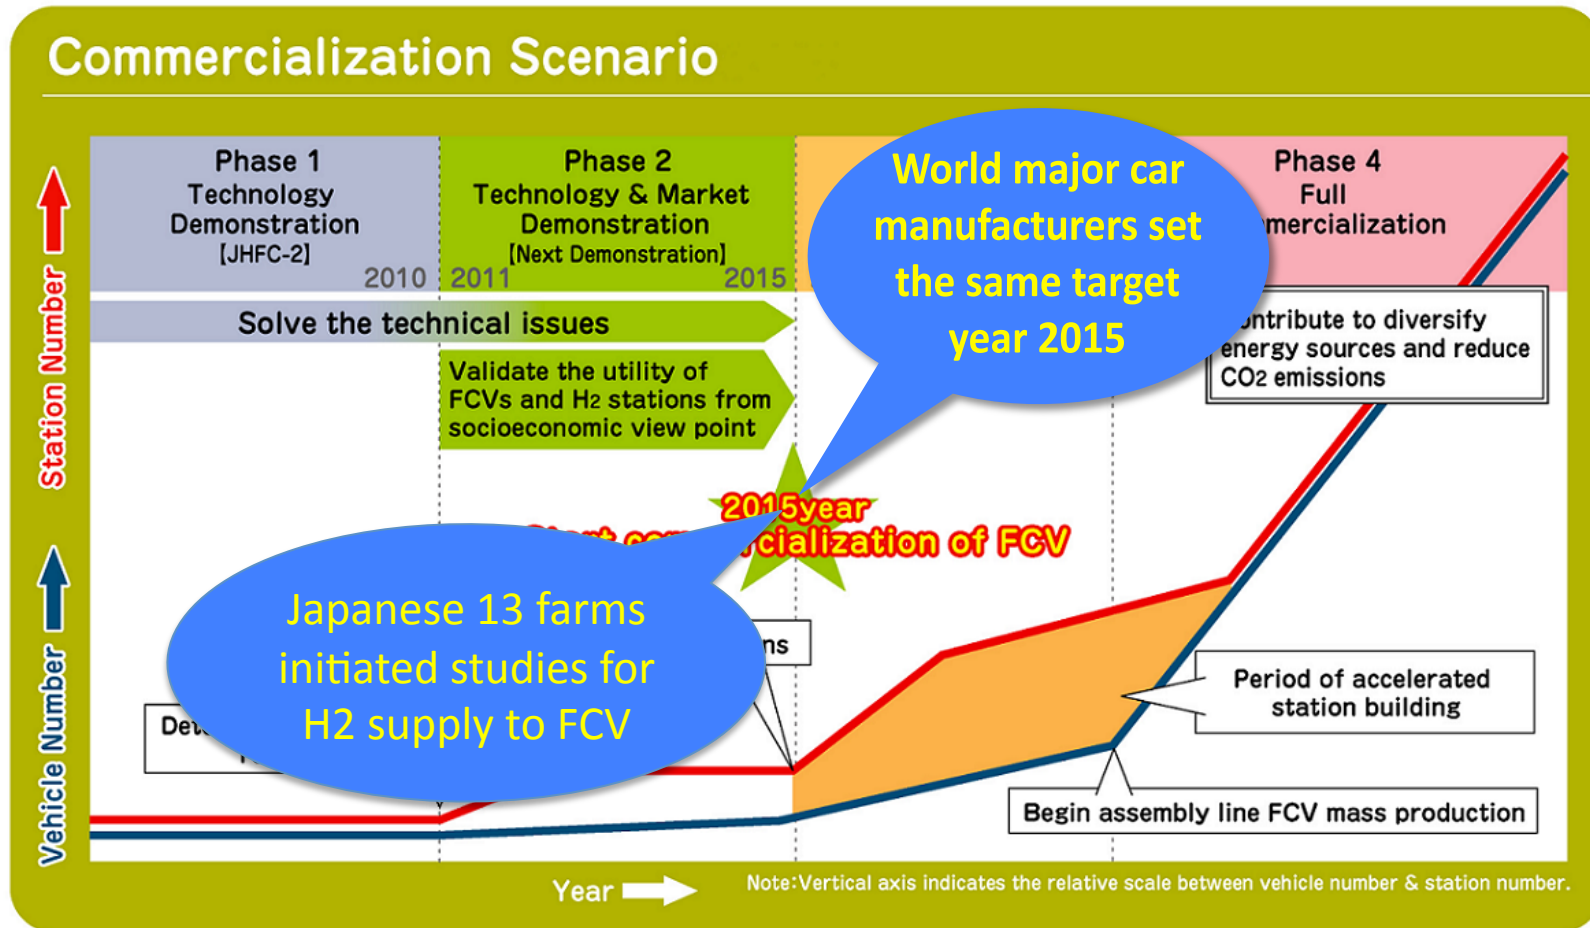 Commercialization Scenario
Phase 1
Technology
Demonstration
[JHFC-2]
2010
Phase 2
Technology & Market
Demonstration
[Next Demonstration]
2011
2015
Phase 4
Full
World major car
manufacturers set
the same target
year 2015
Solve the technical issues
Validate the utility of
FCVs and H2 stations from
socioeconomic view point
contribute to diversify
energy sources and reduce
CO2 emissions
2015year
of FCV
Japanese 13 farms
initiated studies for
H2 supply to FCV
Period of accelerated
station building
Begin assembly line FCV mass production
Station Number
Vehicle Number
Year
Note:Vertical axis indicates the relative scale between vehicle number & station number.